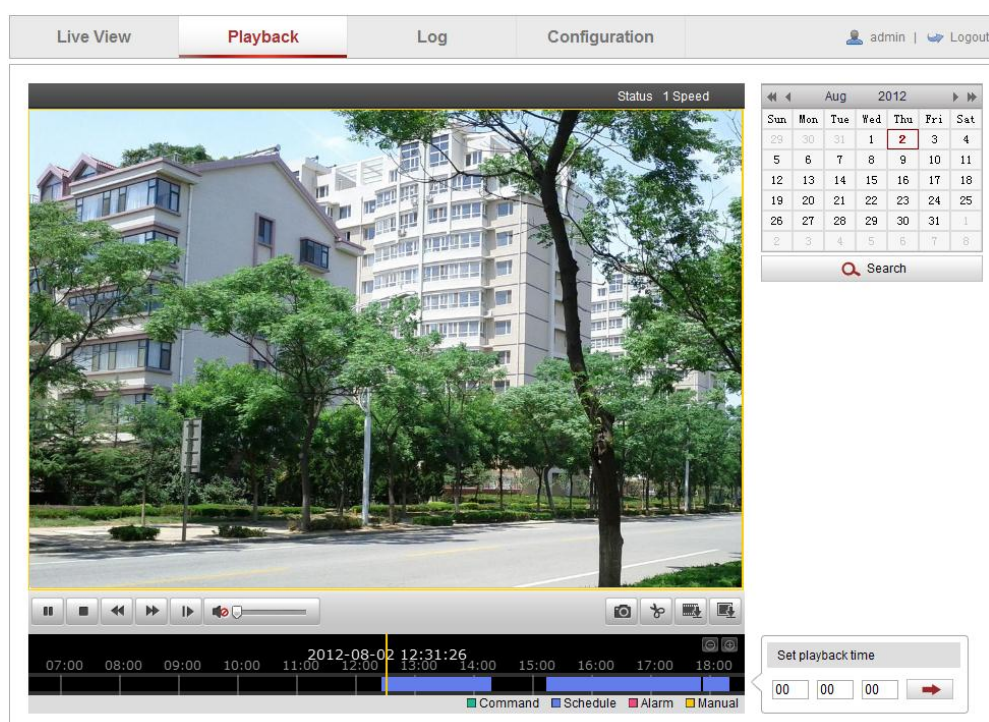 Live View Playback Log Configuration admin | Logout
Status 1 Speed
Aug 2012
Sun Mon Tue Wed Thu Fri Sat
29 30 31 1 2 3 4
5 6 7 8 9 10 11
12 13 14 15 16 17 18
19 20 21 22 23 24 25
26 27 28 29 30 31 1
2 3 4 5 6 7 8
Search
2012-08-02 12:31:26
07:00 08:00 09:00 10:00 11:00 12:00 13:00 14:00 15:00 16:00 17:00 18:00
Command Schedule Alarm Manual
Set playback time
00 00 00